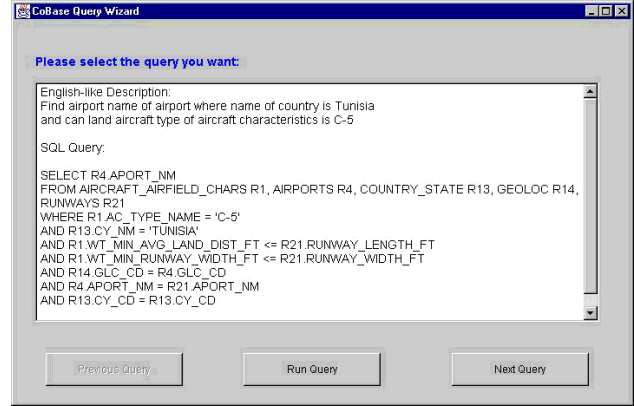 CoBase Query Wizard
Please select the query you want:
English-like Description:
Find airport name of airport where name of country is Tunisia
and can land aircraft type of aircraft characteristics is C-5
SQL Query:
SELECT R4.APORT_NM
FROM AIRCRAFT_AIRFIELD_CHARS R1, AIRPORTS R4, COUNTRY_STATE R13, GEOLOC R14,
RUNWAYS R21
WHERE R1.AC_TYPE_NAME = 'C-5'
AND R13.CY_NM = 'TUNISIA'
AND R1.WT_MIN_AVG_LAND_DIST_FT <= R21.RUNWAY_LENGTH_FT
AND R1.WT_MIN_RUNWAY_WIDTH_FT <= R21.RUNWAY_WIDTH_FT
AND R14.GLC_CD = R4.GLC_CD
AND R4.APORT_NM = R21.APORT_NM
AND R13.CY_CD = R13.CY_CD
Previous Query Run Query Next Query